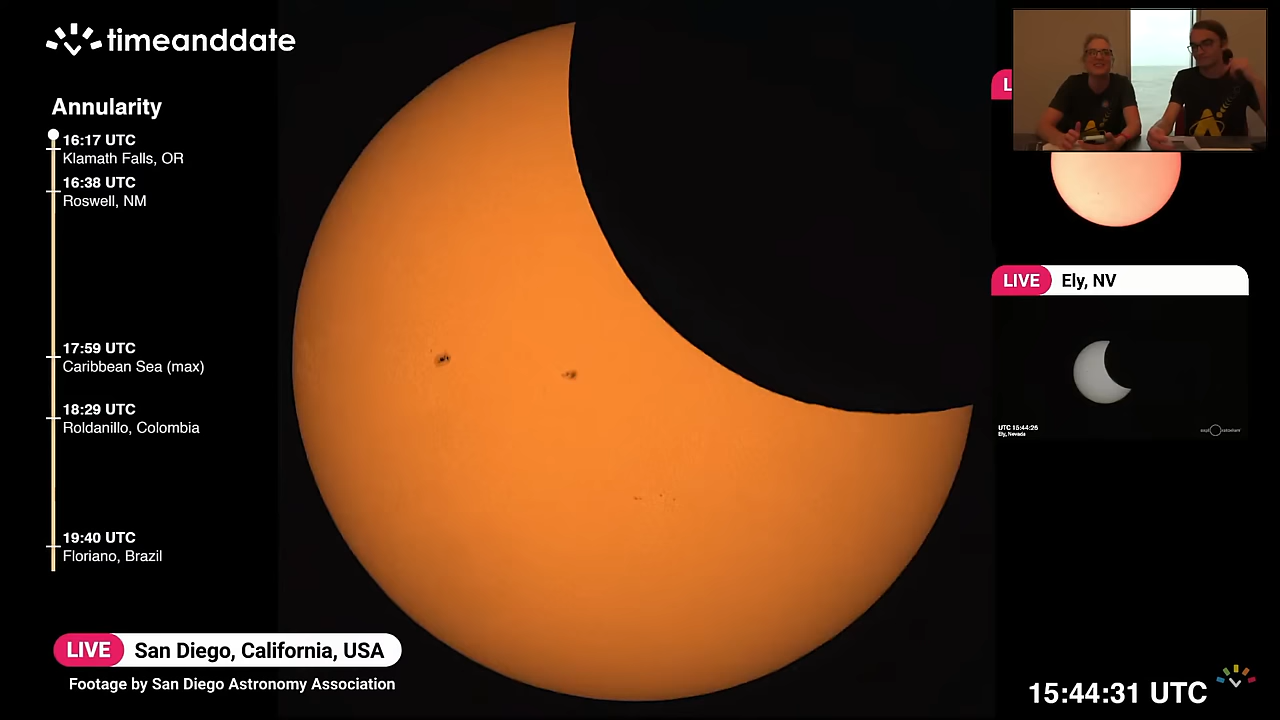 timeanddate
Annularity
16:17 UTC
Klamath Falls, OR
16:38 UTC
Roswell, NM
17:59 UTC
Caribbean Sea (max)
18:29 UTC
Roldanillo, Colombia
19:40 UTC
Floriano, Brazil
LIVE San Diego, California, USA
Footage by San Diego Astronomy Association
L
LIVE Ely, NV
UTC 15:44:26
Ely, Nevada
15:44:31 UTC